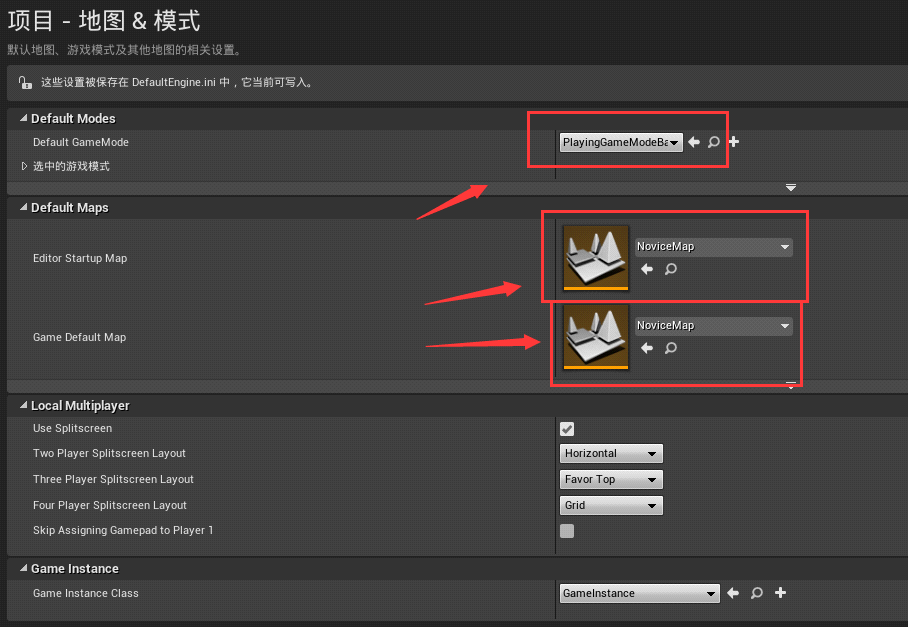 项目 - 地图 & 模式
默认地图、游戏模式及其他地图的相关设置。
这些设置被保存在 DefaultEngine.ini 中，它当前可写入。
Default Modes
Default GameMode PlayingGameModeBa
选中的游戏模式
Default Maps
Editor Startup Map NoviceMap
Game Default Map NoviceMap
Local Multiplayer
Use Splitscreen
Two Player Splitscreen Layout Horizontal
Three Player Splitscreen Layout Favor Top
Four Player Splitscreen Layout Grid
Skip Assigning Gamepad to Player 1
Game Instance
Game Instance Class GameInstance